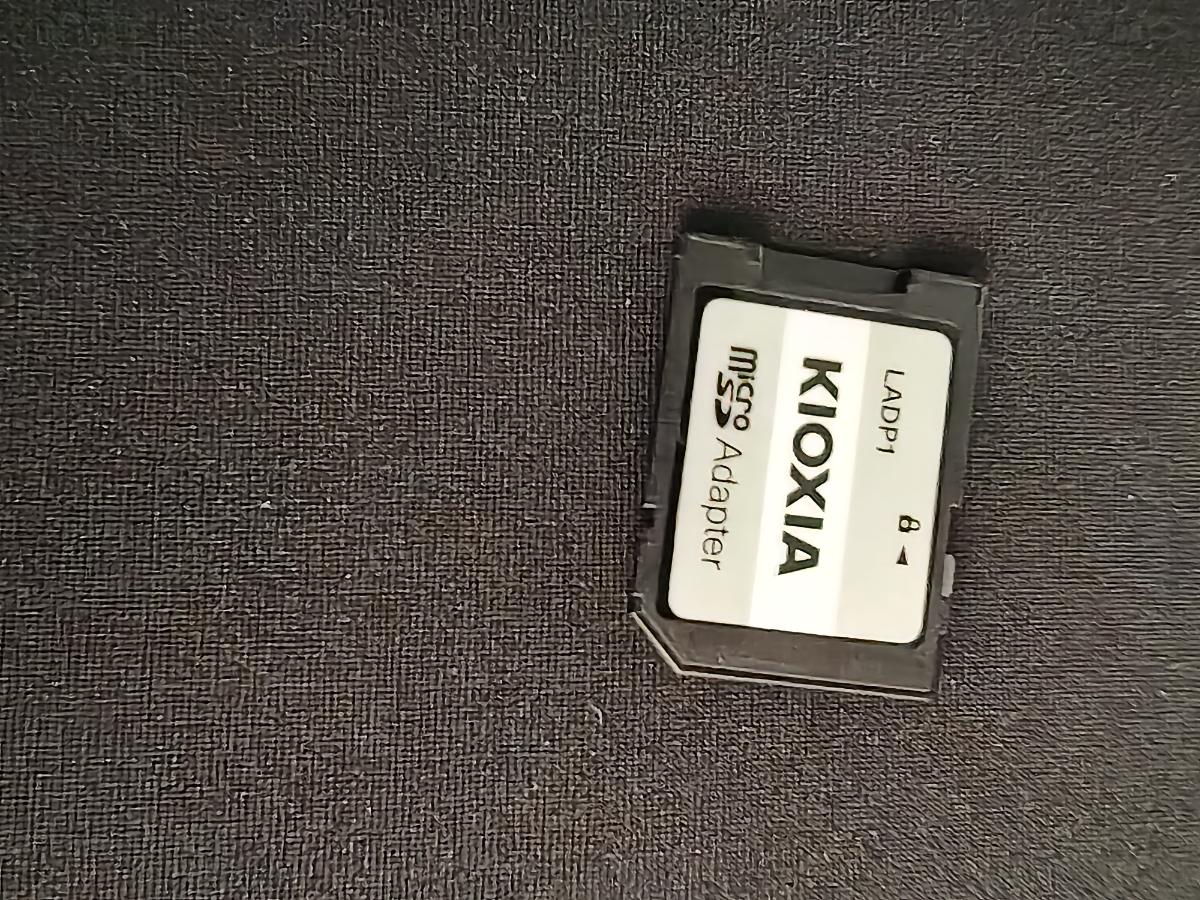 LADP1
KIOXIA
micro
SD Adapter